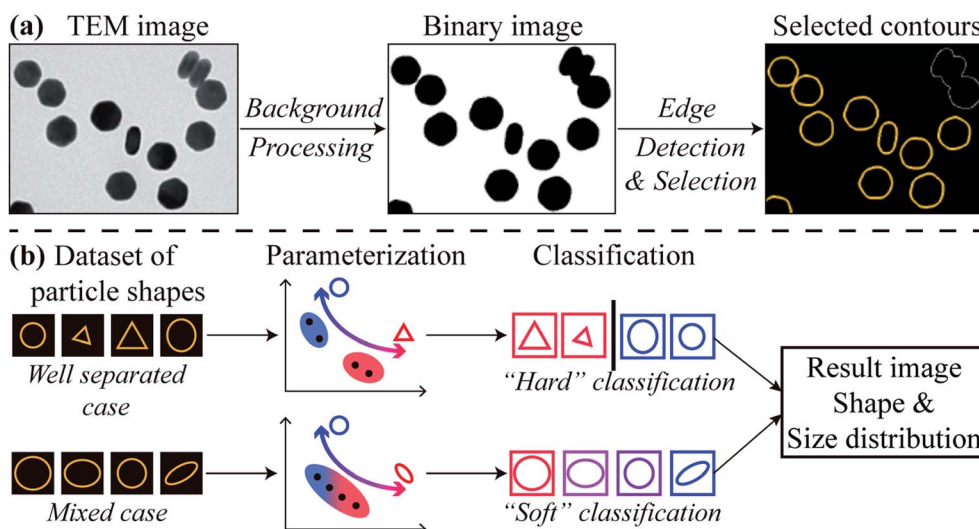 (a) TEM image
Binary image
Selected contours
Background
Processing
Edge
Detection
& Selection
(b) Dataset of
particle shapes
Parameterization
Classification
Well separated
case
"Hard" classification
Mixed case
"Soft" classification
Result image
Shape &
Size distribution